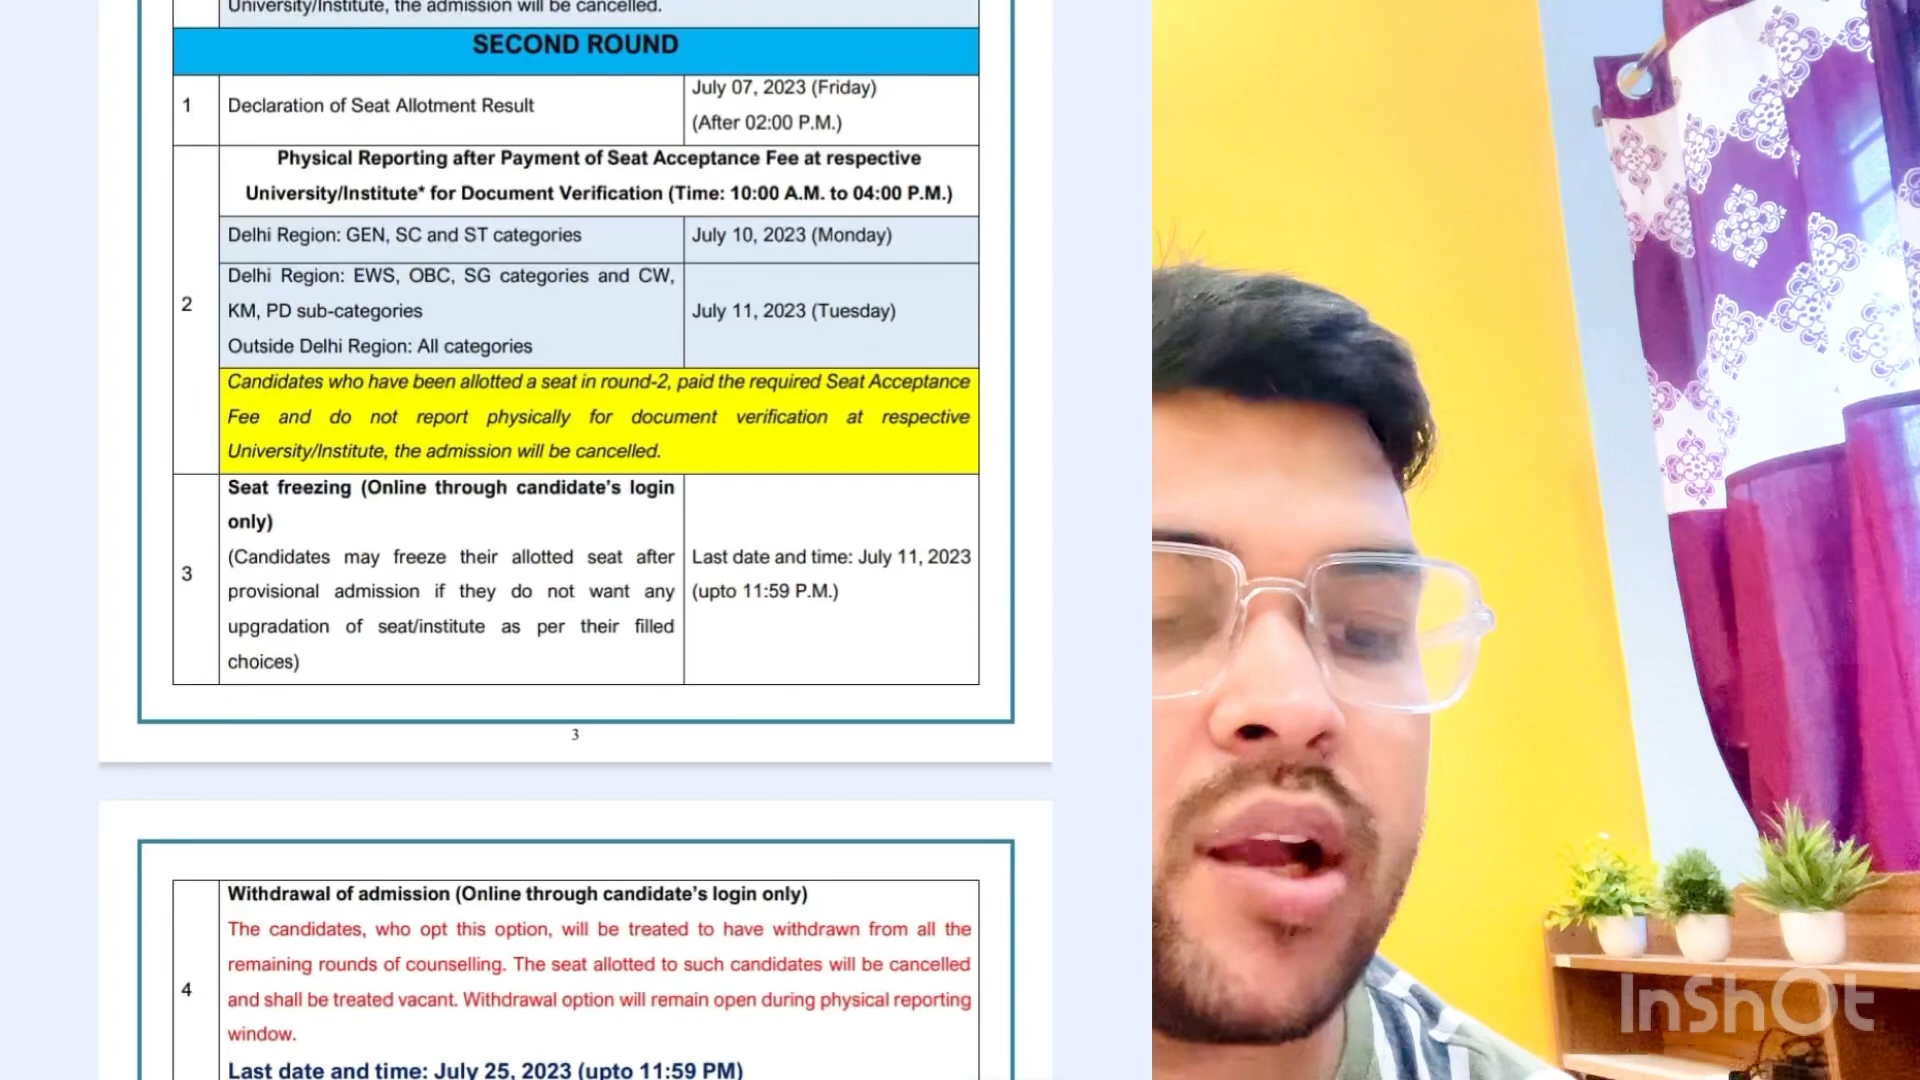 University/Institute, the admission will be cancelled.
SECOND ROUND
1
Declaration of Seat Allotment Result
July 07, 2023 (Friday)
(After 02:00 P.M.)
2
Physical Reporting after Payment of Seat Acceptance Fee at respective
University/Institute* for Document Verification (Time: 10:00 A.M. to 04:00 P.M.)
Delhi Region: GEN, SC and ST categories
July 10, 2023 (Monday)
Delhi Region: EWS, OBC, SG categories and CW,
KM, PD sub-categories
Outside Delhi Region: All categories
July 11, 2023 (Tuesday)
Candidates who have been allotted a seat in round-2, paid the required Seat Acceptance
Fee and do not report physically for document verification at respective
University/Institute, the admission will be cancelled.
3
Seat freezing (Online through candidate's login
only)
(Candidates may freeze their allotted seat after
provisional admission if they do not want any
upgradation of seat/institute as per their filled
choices)
Last date and time: July 11, 2023
(upto 11:59 P.M.)
3
4
Withdrawal of admission (Online through candidate's login only)
The candidates, who opt this option, will be treated to have withdrawn from all the
remaining rounds of counselling. The seat allotted to such candidates will be cancelled
and shall be treated vacant. Withdrawal option will remain open during physical reporting
window.
Last date and time: July 25, 2023 (upto 11:59 PM)
InShOt